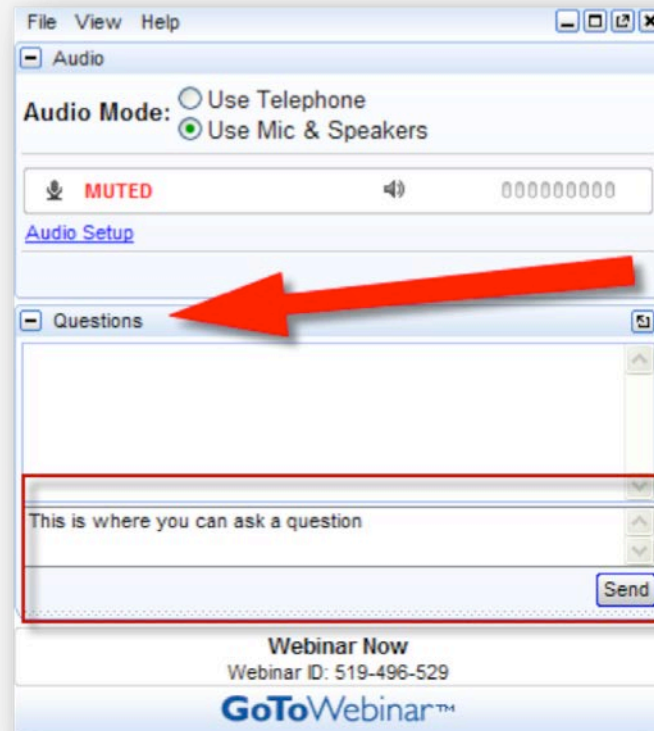 File View Help
Audio
Audio Mode: Use Telephone
Use Mic & Speakers
MUTED 000000000
Audio Setup
Questions
This is where you can ask a question
Send
Webinar Now
Webinar ID: 519-496-529
GoToWebinar™